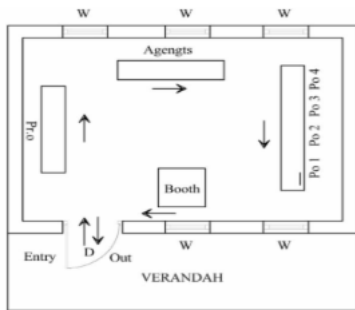 W W W
Agengts
Pr.o
Po 1 Po 2 Po 3 Po 4
Booth
Entry D Out
W W
VERANDAH